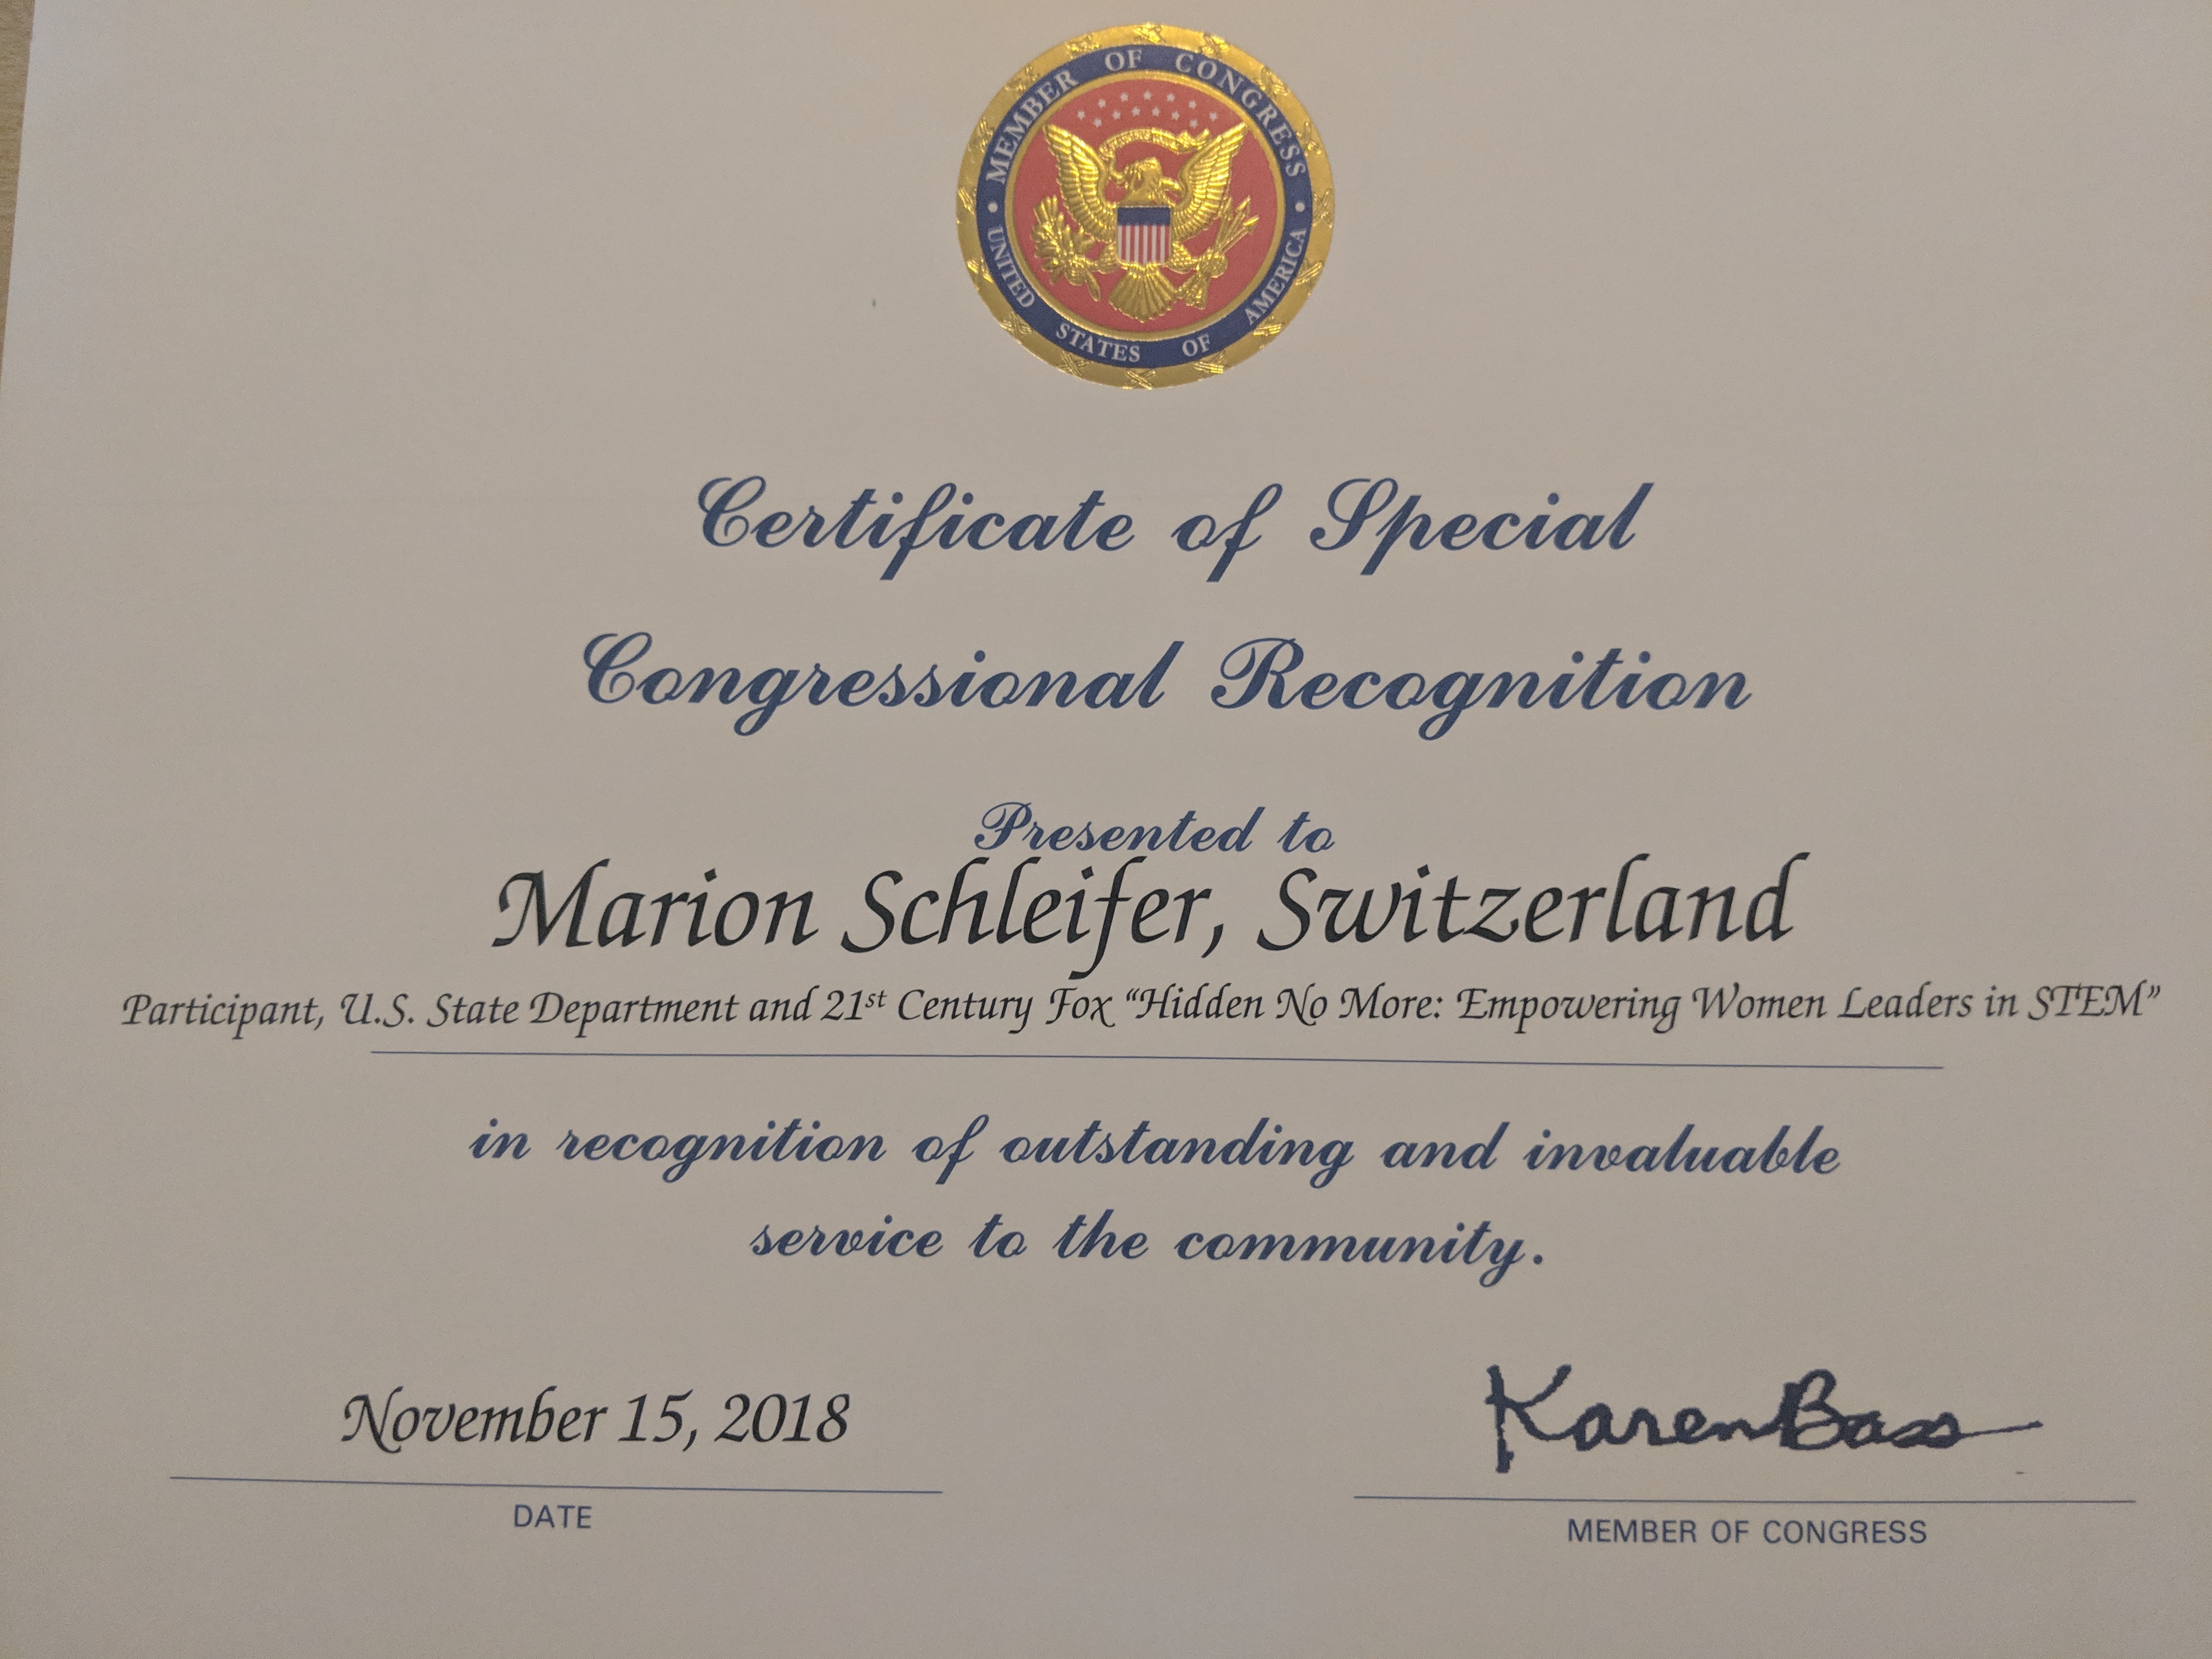 MEMBER OF CONGRESS
UNITED STATES OF AMERICA
Certificate of Special
Congressional Recognition
Presented to
Marion Schleifer, Switzerland
Participant, U.S. State Department and 21st Century Fox “Hidden No More: Empowering Women Leaders in STEM”
in recognition of outstanding and invaluable
service to the community.
November 15, 2018
DATE
Karen Bass
MEMBER OF CONGRESS